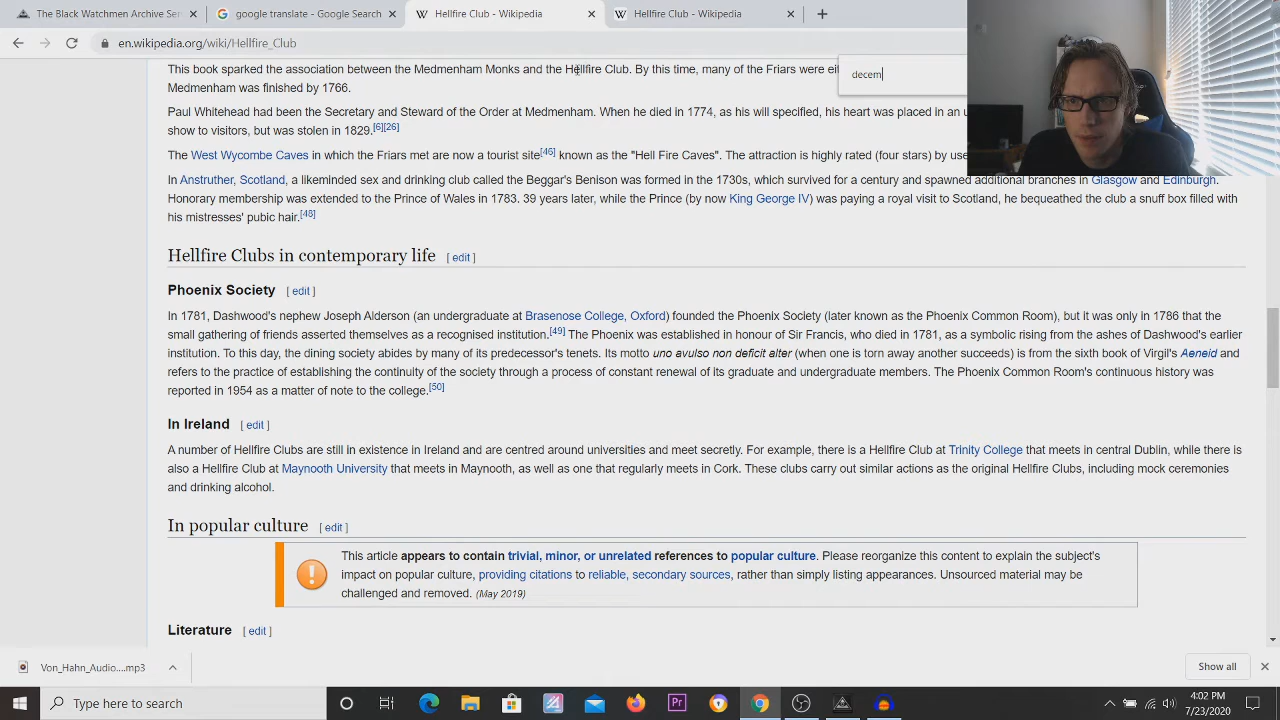 The Black Watchmen Archive Ser
google translate - Google Search
Hellfire Club - Wikipedia
Hellfire Club - Wikipedia
en.wikipedia.org/wiki/Hellfire_Club
This book sparked the association between the Medmenham Monks and the Hellfire Club. By this time, many of the Friars were
decem
Medmenham was finished by 1766.
Paul Whitehead had been the Secretary and Steward of the Order at Medmenham. When he died in 1774, as his will specified, his heart was placed in an
show to visitors, but was stolen in 1829.[6][26]
The West Wycombe Caves in which the Friars met are now a tourist site[46] known as the "Hell Fire Caves". The attraction is highly rated (four stars) by
In Anstruther, Scotland, a likeminded sex and drinking club called the Beggar's Benison was formed in the 1730s, which survived for a century and spawned additional branches in Glasgow and Edinburgh.
Honorary membership was extended to the Prince of Wales in 1783. 39 years later, while the Prince (by now King George IV) was paying a royal visit to Scotland, he bequeathed the club a snuff box filled with
his mistresses' pubic hair.[48]
Hellfire Clubs in contemporary life [ edit ]
Phoenix Society [ edit ]
In 1781, Dashwood's nephew Joseph Alderson (an undergraduate at Brasenose College, Oxford) founded the Phoenix Society (later known as the Phoenix Common Room), but it was only in 1786 that the
small gathering of friends asserted themselves as a recognised institution.[49] The Phoenix was established in honour of Sir Francis, who died in 1781, as a symbolic rising from the ashes of Dashwood's earlier
institution. To this day, the dining society abides by many of its predecessor's tenets. Its motto uno avulso non deficit alter (when one is torn away another succeeds) is from the sixth book of Virgil's Aeneid and
refers to the practice of establishing the continuity of the society through a process of constant renewal of its graduate and undergraduate members. The Phoenix Common Room's continuous history was
reported in 1954 as a matter of note to the college.[50]
In Ireland [ edit ]
A number of Hellfire Clubs are still in existence in Ireland and are centred around universities and meet secretly. For example, there is a Hellfire Club at Trinity College that meets in central Dublin, while there is
also a Hellfire Club at Maynooth University that meets in Maynooth, as well as one that regularly meets in Cork. These clubs carry out similar actions as the original Hellfire Clubs, including mock ceremonies
and drinking alcohol.
In popular culture [ edit ]
This article appears to contain trivial, minor, or unrelated references to popular culture. Please reorganize this content to explain the subject's
impact on popular culture, providing citations to reliable, secondary sources, rather than simply listing appearances. Unsourced material may be
challenged and removed. (May 2019)
Literature [ edit ]
Von_Hahn_Audio....mp3
Show all
Type here to search
4:02 PM
7/23/2020